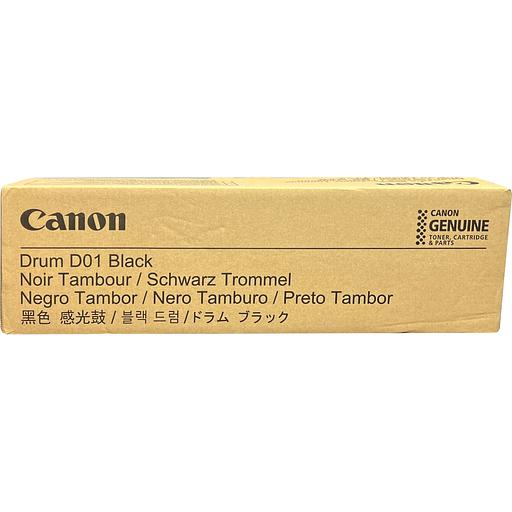 Canon
CANON
GENUINE
TONER, CARTRIDGE
& PARTS
Drum D01 Black
Noir Tambour / Schwarz Trommel
Negro Tambor / Nero Tamburo / Preto Tambor
黑色 感光鼓 / 블랙 드럼 / ドラム ブラック